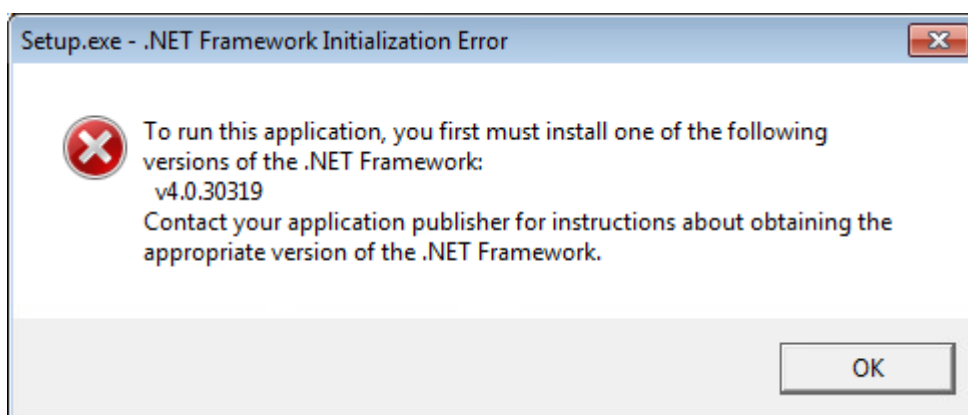 Setup.exe - .NET Framework Initialization Error
To run this application, you first must install one of the following
versions of the .NET Framework:
v4.0.30319
Contact your application publisher for instructions about obtaining the
appropriate version of the .NET Framework.
OK